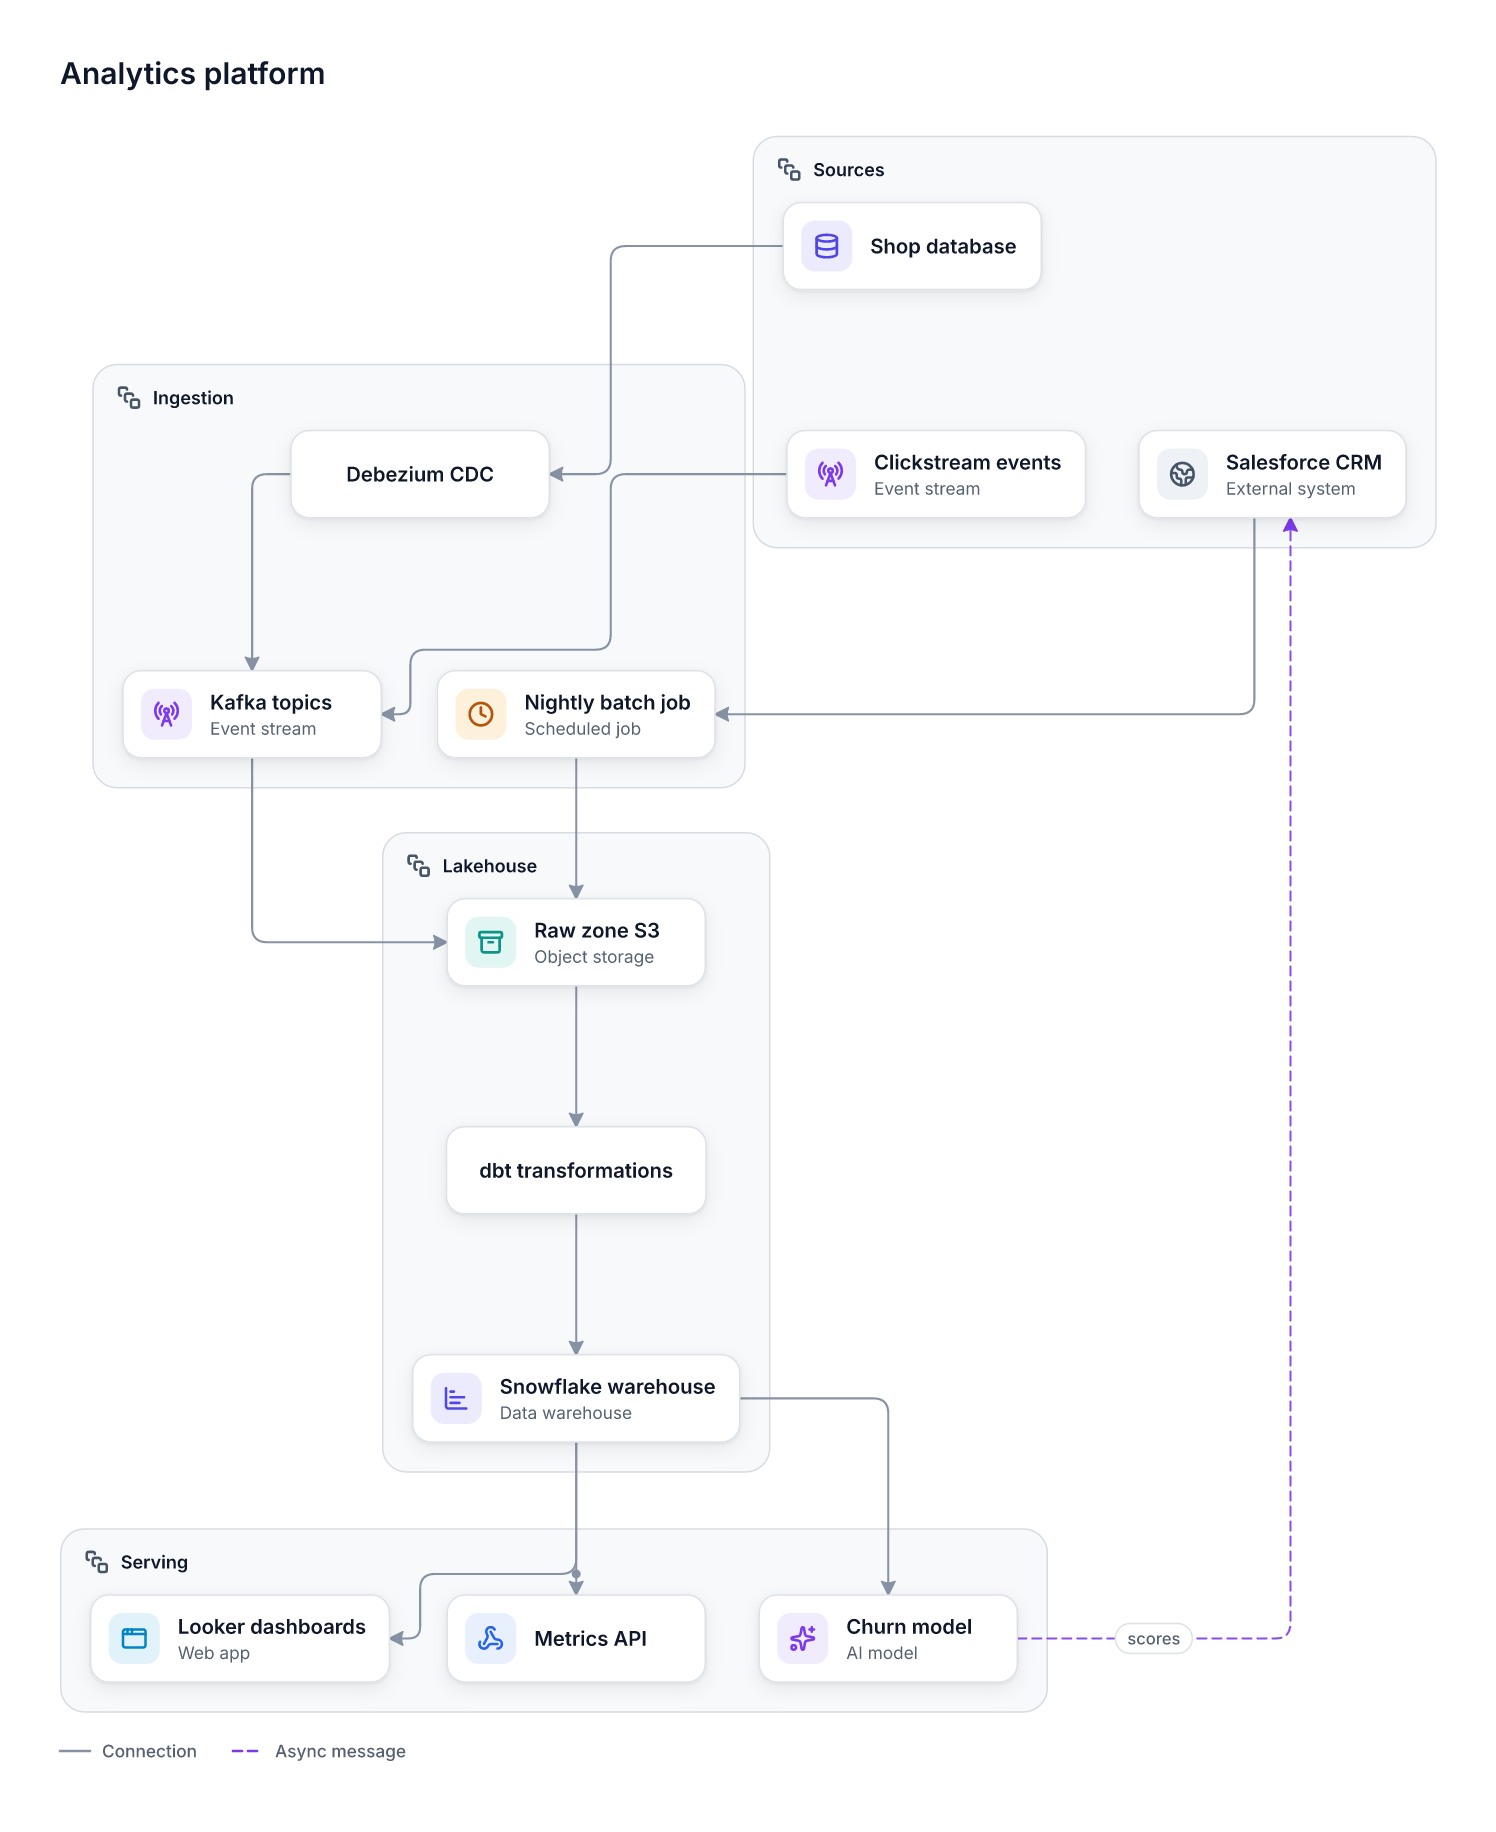 Analytics platform
Sources
Shop database
Ingestion
Debezium CDC
Clickstream events
Event stream
Salesforce CRM
External system
Kafka topics
Event stream
Nightly batch job
Scheduled job
Lakehouse
Raw zone S3
Object storage
dbt transformations
Snowflake warehouse
Data warehouse
Serving
Looker dashboards
Web app
Metrics API
Churn model
AI model
scores
Connection
Async message